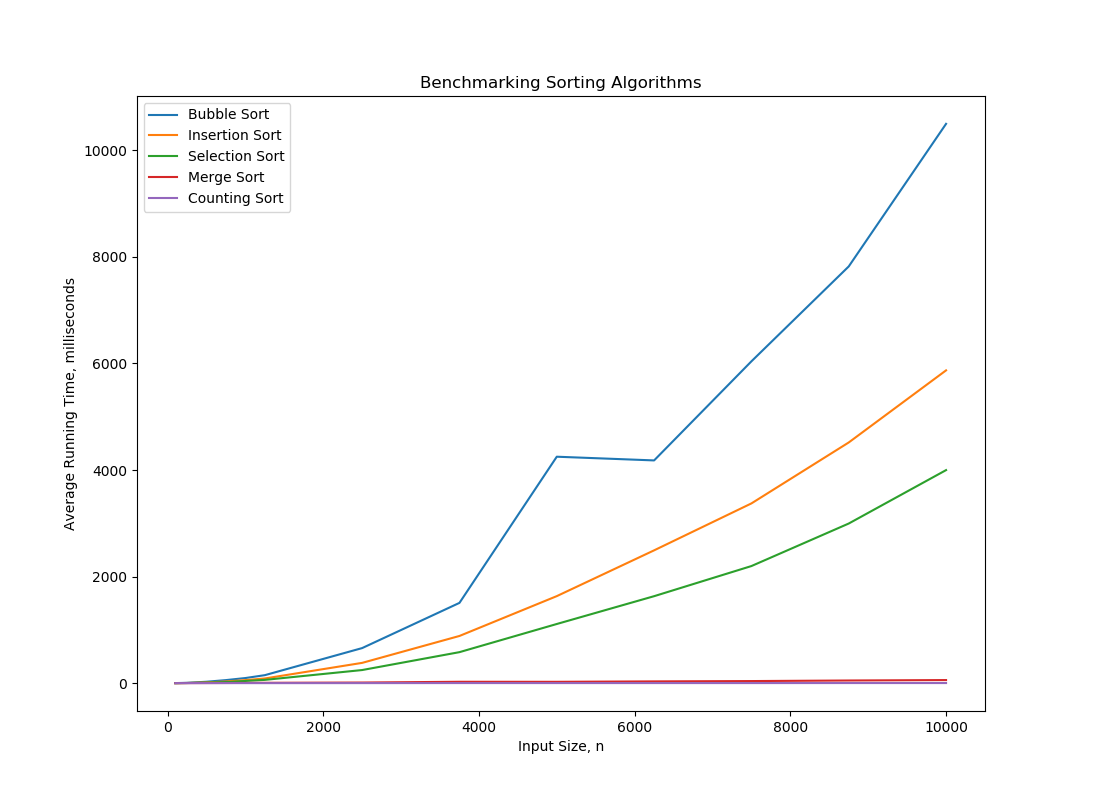 Benchmarking Sorting Algorithms
Bubble Sort
Insertion Sort
Selection Sort
Merge Sort
Counting Sort
Average Running Time, milliseconds
10000
8000
6000
4000
2000
0
0 2000 4000 6000 8000 10000
Input Size, n